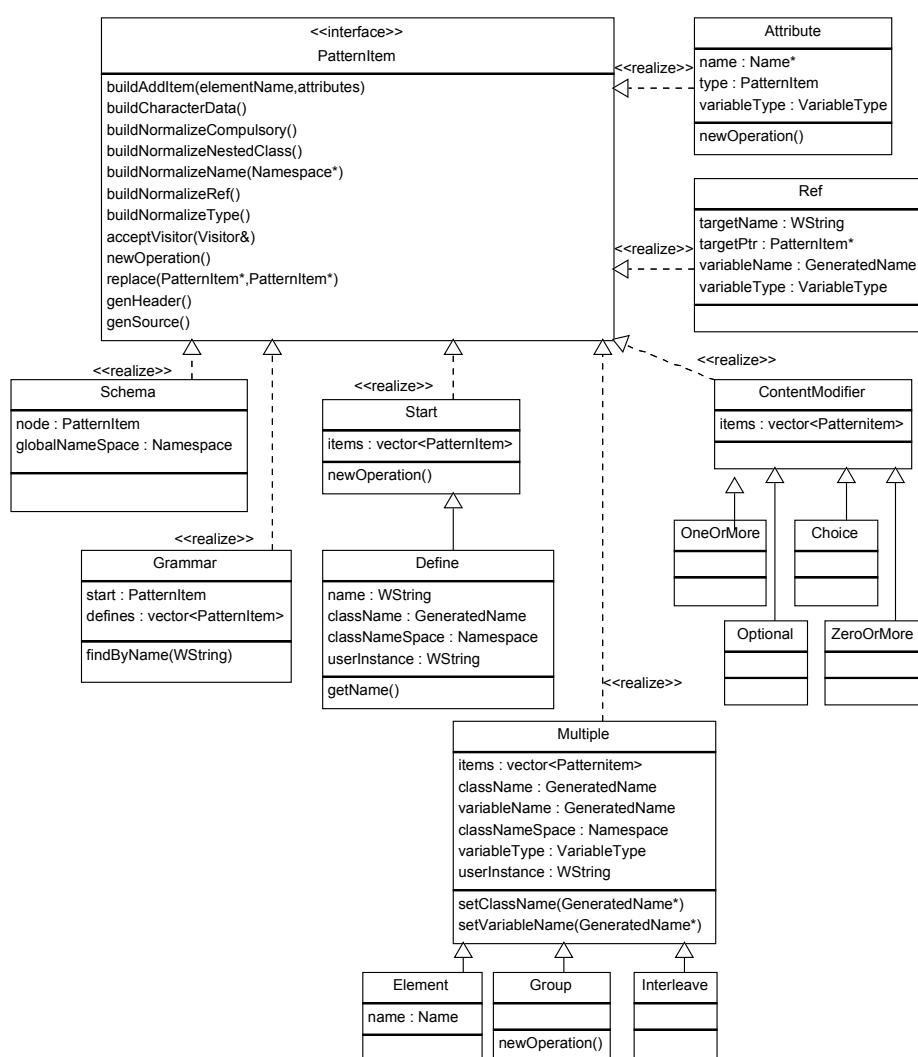 <<interface>>
PatternItem
buildAddItem(elementName,attributes)
buildCharacterData()
buildNormalizeCompulsory()
buildNormalizeNestedClass()
buildNormalizeName(Namespace*)
buildNormalizeRef()
buildNormalizeType()
acceptVisitor(Visitor&)
newOperation()
replace(PatternItem*,PatternItem*)
genHeader()
genSource()
<<realize>>
Attribute
name : Name*
type : PatternItem
variableType : VariableType
newOperation()
<<realize>>
Ref
targetName : WString
targetPtr : PatternItem*
variableName : GeneratedName
variableType : VariableType
<<realize>>
Schema
node : PatternItem
globalNameSpace : Namespace
<<realize>>
Start
items : vector<PatternItem>
newOperation()
<<realize>>
ContentModifier
items : vector<Patternitem>
OneOrMore
Choice
Optional
ZeroOrMore
<<realize>>
Grammar
start : PatternItem
defines : vector<PatternItem>
findByName(WString)
Define
name : WString
className : GeneratedName
classNameSpace : Namespace
userInstance : WString
getName()
<<realize>>
Multiple
items : vector<Patternitem>
className : GeneratedName
variableName : GeneratedName
classNameSpace : Namespace
variableType : VariableType
userInstance : WString
setClassName(GeneratedName*)
setVariableName(GeneratedName*)
Element
name : Name
Group
newOperation()
Interleave